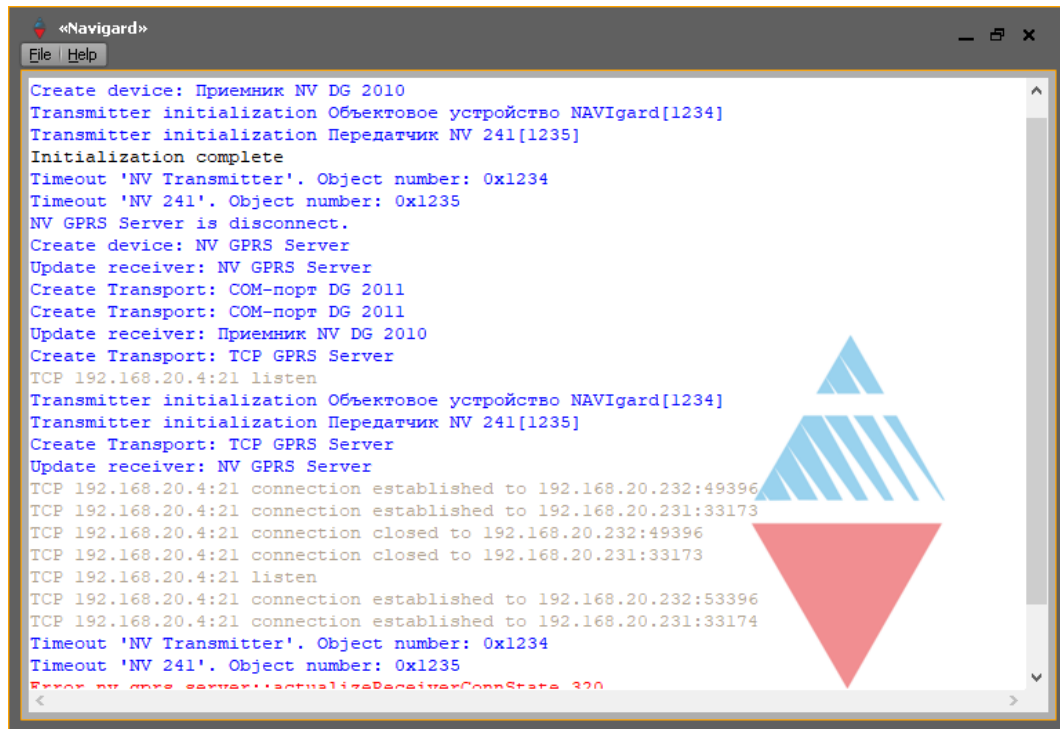 «Navigard»
File Help
Create device: Приемник NV DG 2010
Transmitter initialization Объектовое устройство NAVIgard[1234]
Transmitter initialization Передатчик NV 241[1235]
Initialization complete
Timeout 'NV Transmitter'. Object number: 0x1234
Timeout 'NV 241'. Object number: 0x1235
NV GPRS Server is disconnect.
Create device: NV GPRS Server
Update receiver: NV GPRS Server
Create Transport: COM-порт DG 2011
Create Transport: COM-порт DG 2011
Update receiver: Приемник NV DG 2010
Create Transport: TCP GPRS Server
TCP 192.168.20.4:21 listen
Transmitter initialization Объектовое устройство NAVIgard[1234]
Transmitter initialization Передатчик NV 241[1235]
Create Transport: TCP GPRS Server
Update receiver: NV GPRS Server
TCP 192.168.20.4:21 connection established to 192.168.20.232:49396
TCP 192.168.20.4:21 connection established to 192.168.20.231:33173
TCP 192.168.20.4:21 connection closed to 192.168.20.232:49396
TCP 192.168.20.4:21 connection closed to 192.168.20.231:33173
TCP 192.168.20.4:21 listen
TCP 192.168.20.4:21 connection established to 192.168.20.232:53396
TCP 192.168.20.4:21 connection established to 192.168.20.231:33174
Timeout 'NV Transmitter'. Object number: 0x1234
Timeout 'NV 241'. Object number: 0x1235
Error nv_gprs_server::actualizeReceiverConnState 320